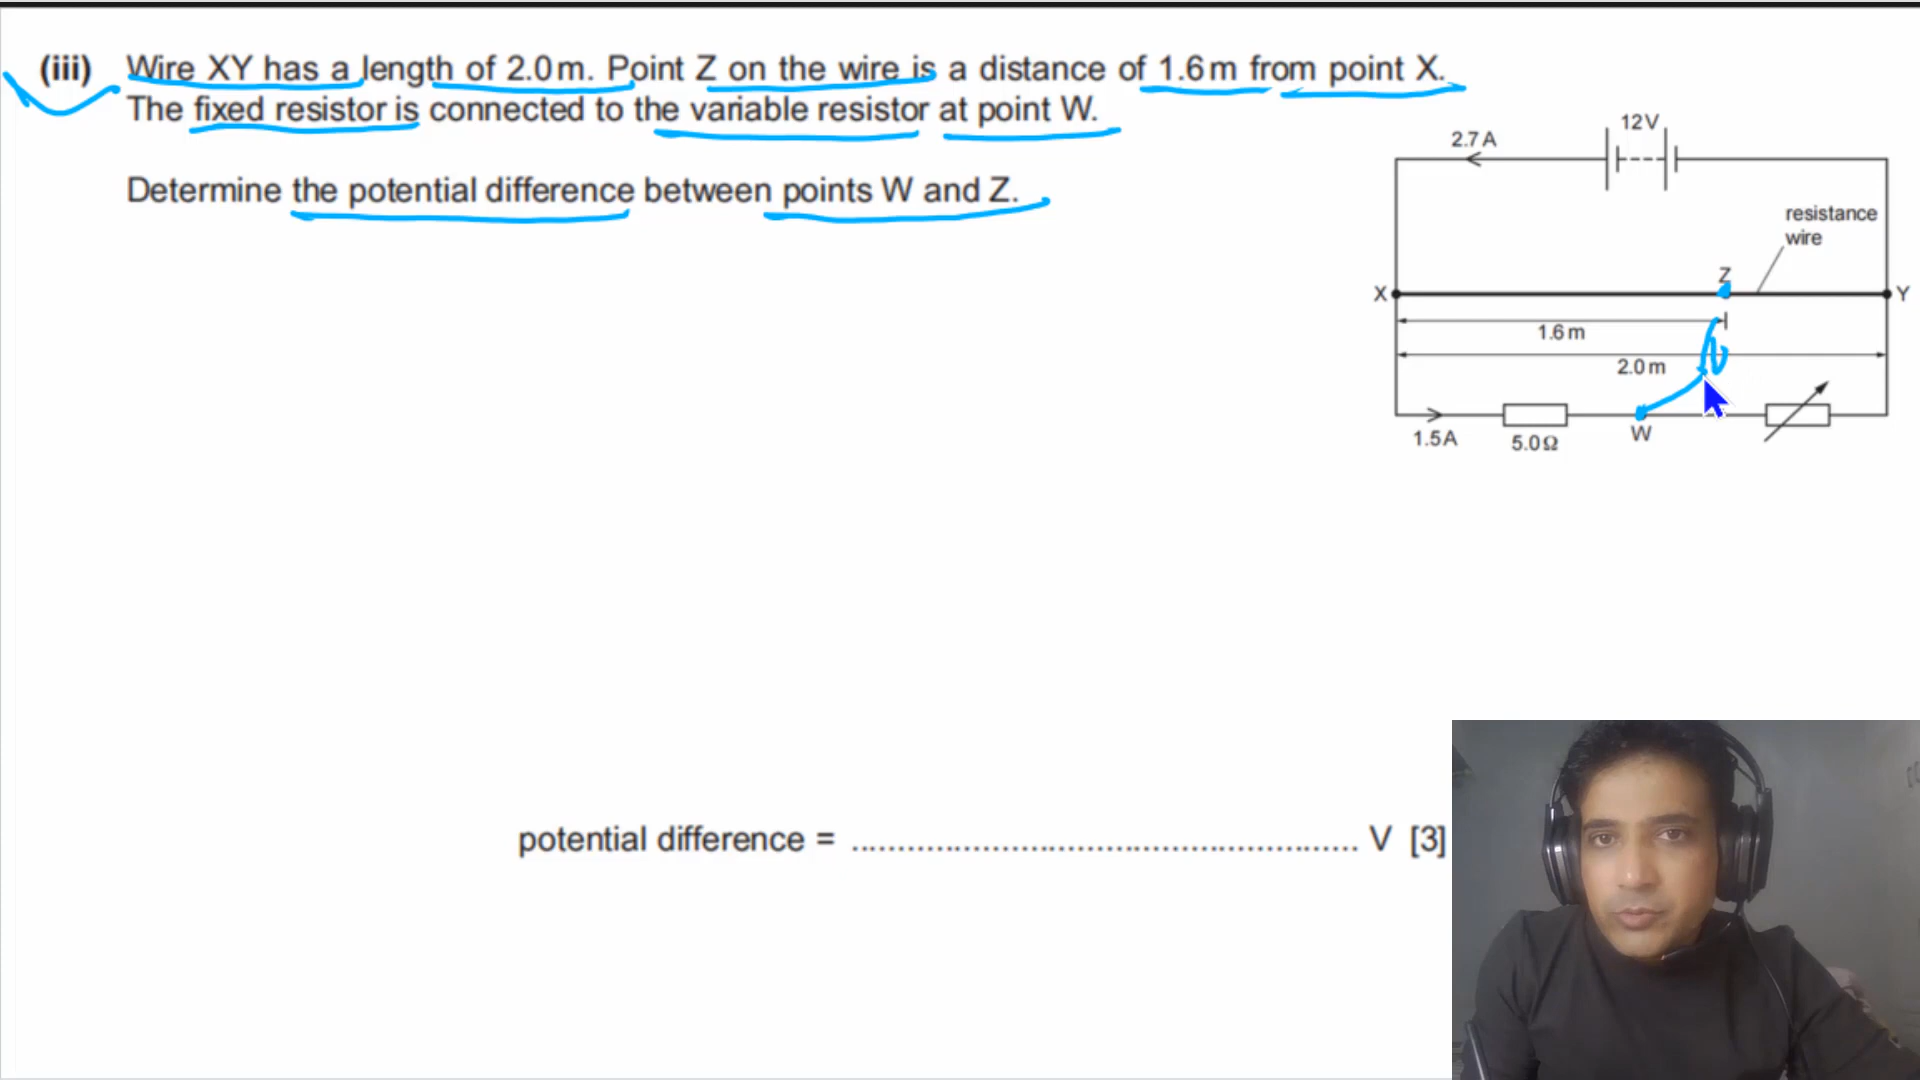 (iii) Wire XY has a length of 2.0 m. Point Z on the wire is a distance of 1.6 m from point X.
The fixed resistor is connected to the variable resistor at point W.
Determine the potential difference between points W and Z.
12 V
2.7 A
resistance
wire
Z
X
Y
1.6 m
2.0 m
1.5 A
5.0 Ω
W
potential difference = ........................................................ V [3]